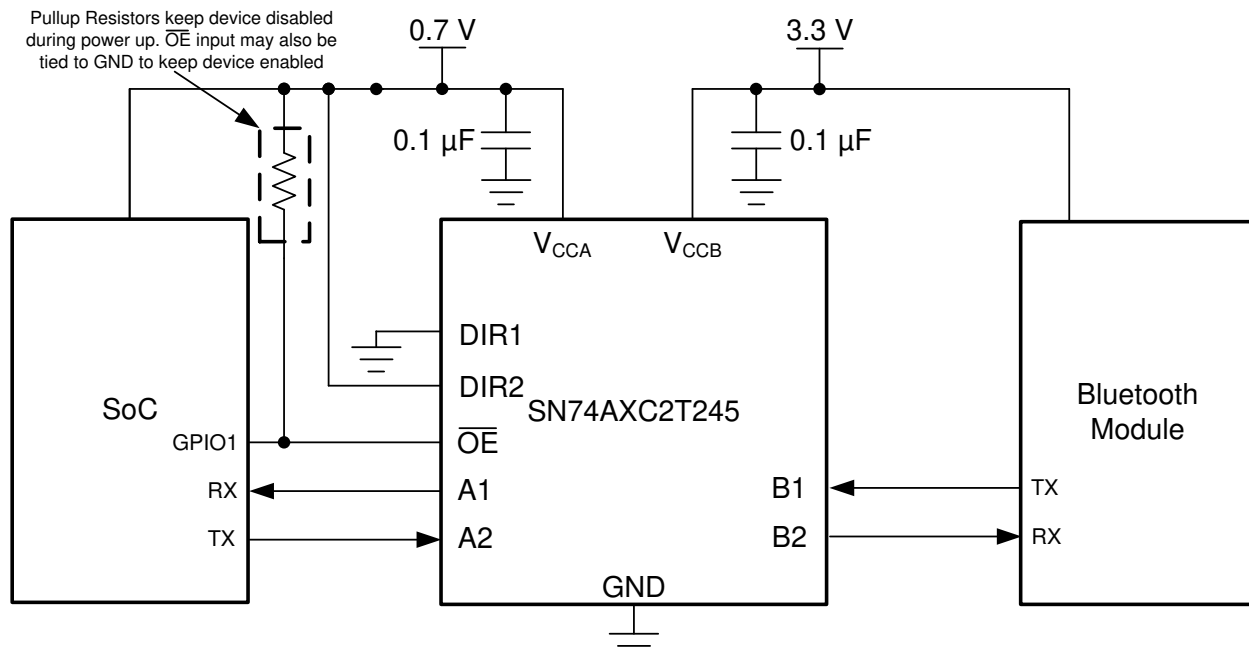 Pullup Resistors keep device disabled
during power up. OE input may also be
tied to GND to keep device enabled
0.7 V
3.3 V
0.1 µF
0.1 µF
VCCA
VCCB
DIR1
DIR2
SoC
SN74AXC2T245
Bluetooth
Module
GPIO1
OE
RX
A1
B1
TX
TX
A2
B2
RX
GND